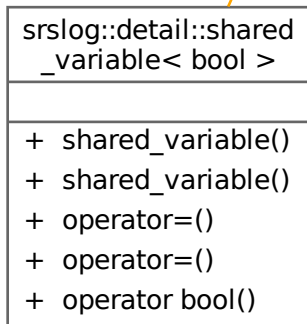 srslog::detail::shared
_variable< bool >
+ shared_variable()
+ shared_variable()
+ operator=()
+ operator=()
+ operator bool()